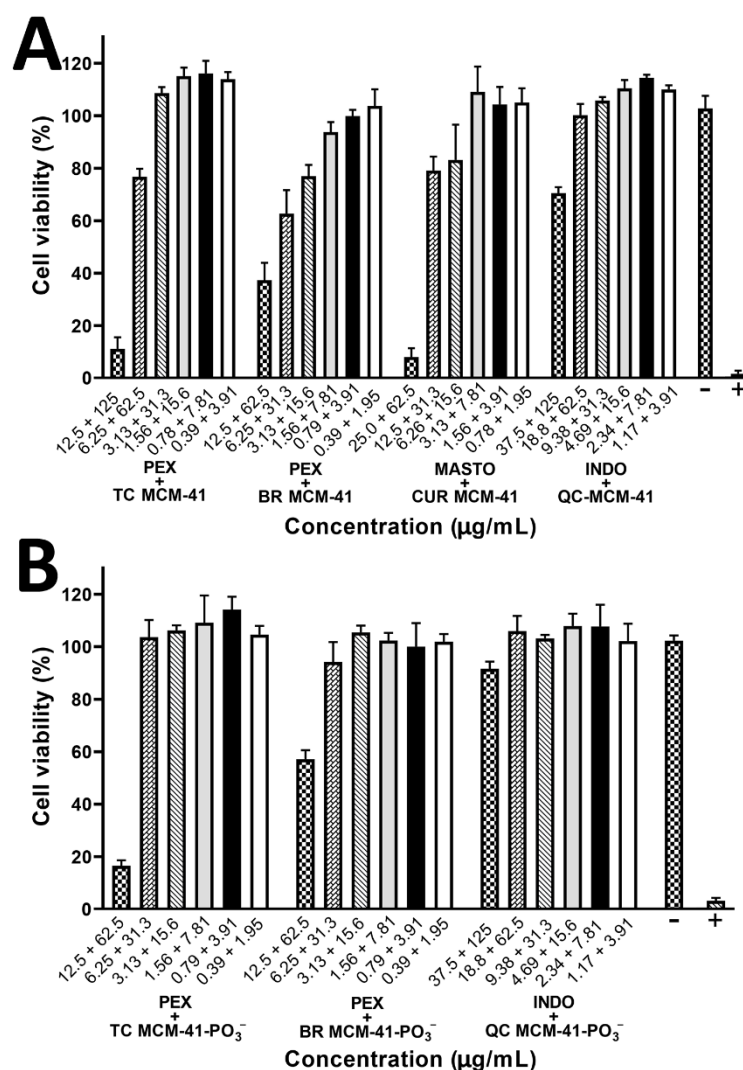 A
Cell viability (%)
120
100
80
60
40
20
0
12.5 + 125
6.25 + 62.5
3.13 + 31.3
1.56 + 15.6
0.78 + 7.81
0.39 + 3.91
12.5 + 62.5
6.25 + 31.3
3.13 + 15.6
1.56 + 7.81
0.79 + 3.91
0.39 + 1.95
25.0 + 62.5
12.5 + 31.3
6.26 + 15.6
3.13 + 7.81
1.56 + 3.91
0.78 + 1.95
37.5 + 125
18.8 + 62.5
9.38 + 31.3
4.69 + 15.6
2.34 + 7.81
1.17 + 3.91
- +
PEX PEX MASTO INDO
+ + + +
TC MCM-41 BR MCM-41 CUR MCM-41 QC-MCM-41
Concentration (µg/mL)
B
Cell viability (%)
120
100
80
60
40
20
0
12.5 + 62.5
6.25 + 31.3
3.13 + 15.6
1.56 + 7.81
0.79 + 3.91
0.39 + 1.95
12.5 + 62.5
6.25 + 31.3
3.13 + 15.6
1.56 + 7.81
0.79 + 3.91
0.39 + 1.95
37.5 + 125
18.8 + 62.5
9.38 + 31.3
4.69 + 15.6
2.34 + 7.81
1.17 + 3.91
- +
PEX PEX INDO
+ + +
TC MCM-41-PO₃⁻ BR MCM-41-PO₃⁻ QC MCM-41-PO₃⁻
Concentration (µg/mL)